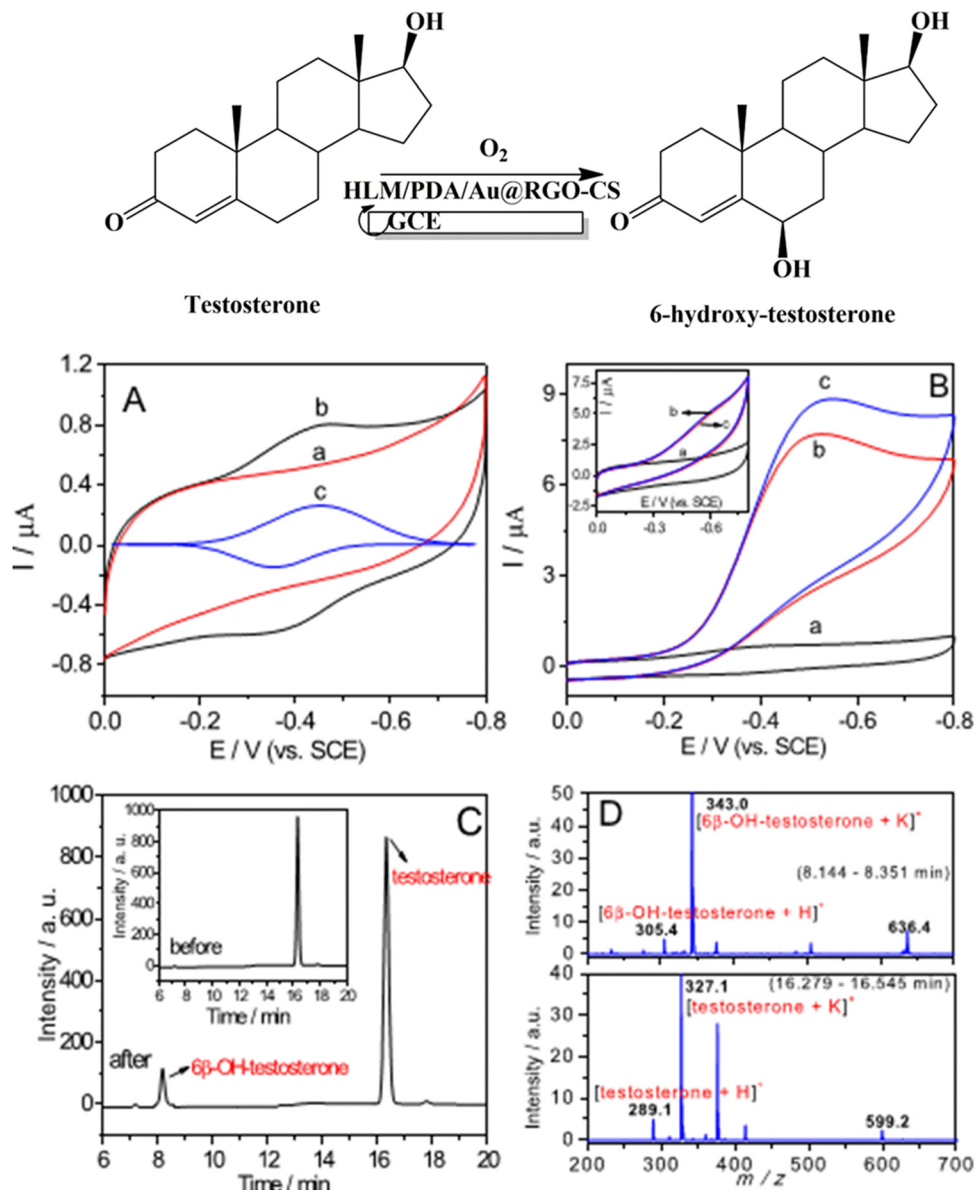 OH
OH
O₂
HLM/PDA/Au@RGO-CS
GCE
O
O
OH
Testosterone
6-hydroxy-testosterone
A
b
a
c
I / μA
1.2
0.8
0.4
0.0
-0.4
-0.8
0.0 -0.2 -0.4 -0.6 -0.8
E / V (vs. SCE)
B
c
b
a
I / μA
9
6
3
0
0.0 -0.2 -0.4 -0.6 -0.8
E / V (vs. SCE)
I / μA
7.5
5.0
2.5
0.0
-2.5
b
c
a
E / V (vs. SCE)
0.0 -0.3 -0.6
C
Intensity / a. u.
1000
800
600
400
200
0
testosterone
after
6β-OH-testosterone
6 8 10 12 14 16 18 20
Time / min
Intensity / a. u.
1000
800
600
400
200
0
before
6 8 10 12 14 16 18 20
Time / min
D
Intensity / a.u.
50
40
30
20
10
0
343.0
[6β-OH-testosterone + K]⁺
(8.144 - 8.351 min)
[6β-OH-testosterone + H]⁺
305.4
636.4
Intensity / a.u.
40
30
20
10
0
327.1
(16.279 - 16.545 min)
[testosterone + K]⁺
[testosterone + H]⁺
289.1
599.2
200 300 400 500 600 700
m / z